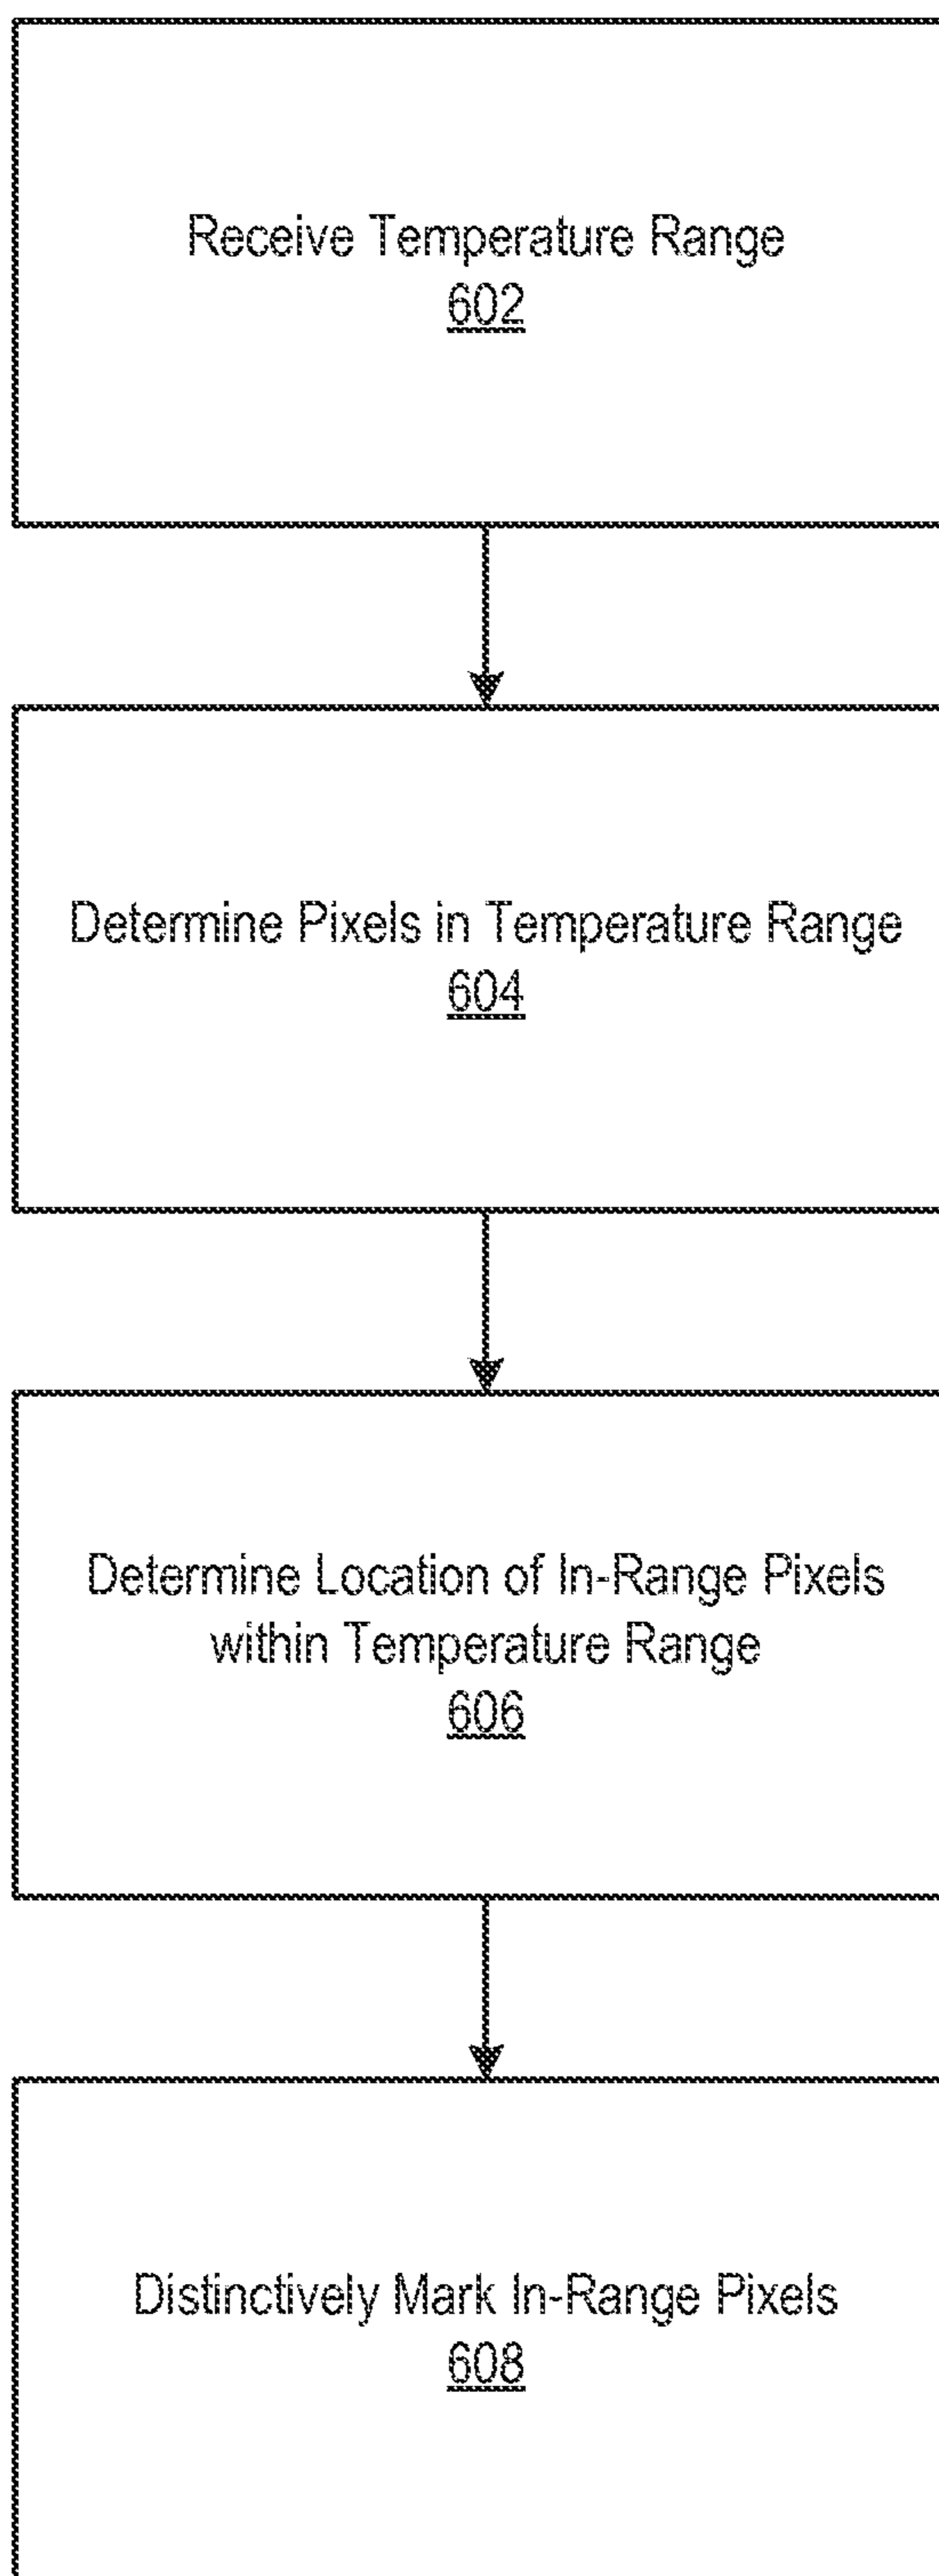 Receive Temperature Range
602
Determine Pixels in Temperature Range
604
Determine Location of In-Range Pixels
within Temperature Range
606
Distinctively Mark In-Range Pixels
608